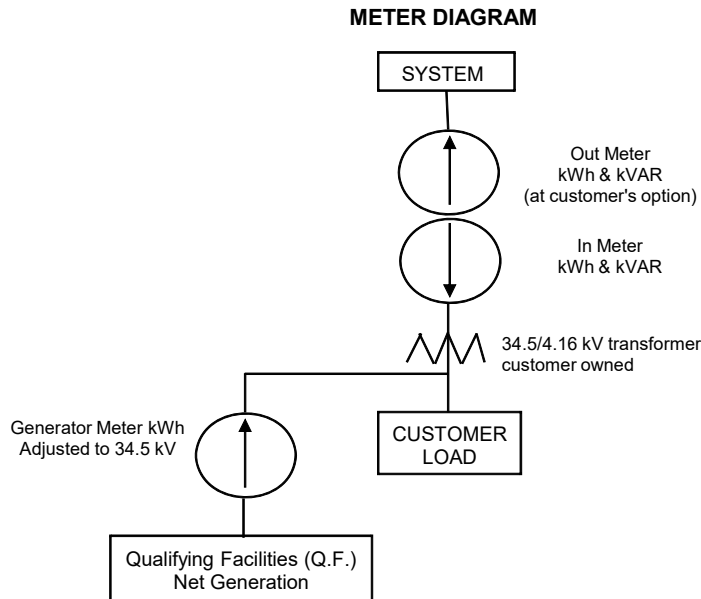 METER DIAGRAM
SYSTEM
Out Meter
kWh & kVAR
(at customer's option)
In Meter
kWh & kVAR
34.5/4.16 kV transformer
customer owned
Generator Meter kWh
Adjusted to 34.5 kV
CUSTOMER
LOAD
Qualifying Facilities (Q.F.)
Net Generation